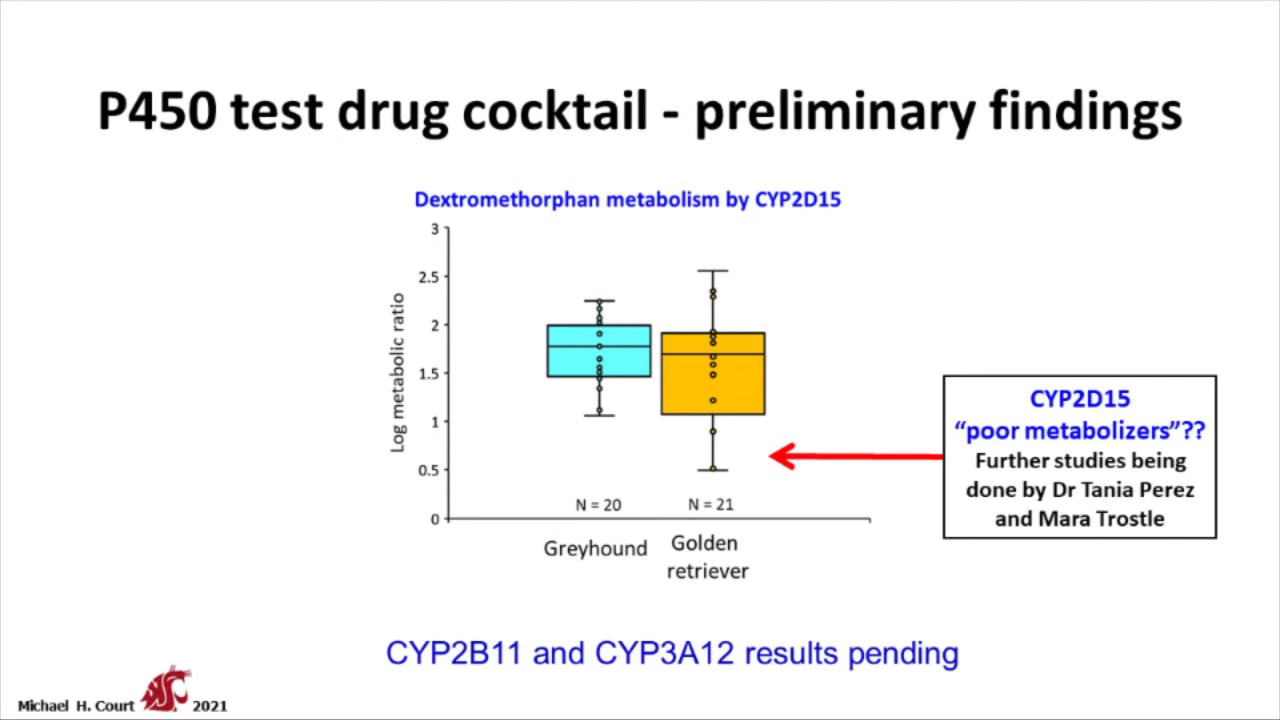 P450 test drug cocktail - preliminary findings
Dextromethorphan metabolism by CYP2D15
Log metabolic ratio
3
2.5
2
1.5
1
0.5
0
N = 20
N = 21
Greyhound
Golden
retriever
CYP2D15
“poor metabolizers”??
Further studies being
done by Dr Tania Perez
and Mara Trostle
CYP2B11 and CYP3A12 results pending
Michael H. Court 2021